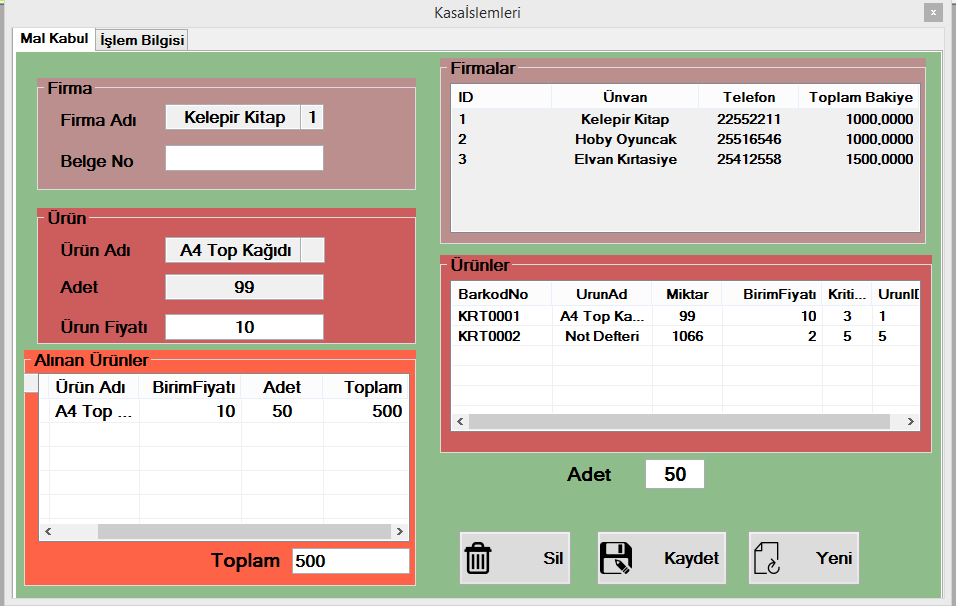 Kasaİslemleri
Mal Kabul İşlem Bilgisi
Firma
Firma Adı Kelepir Kitap 1
Belge No
Ürün
Ürün Adı A4 Top Kağıdı
Adet 99
Ürun Fiyatı 10
Alınan Ürünler
Ürün Adı BirimFiyatı Adet Toplam
A4 Top ... 10 50 500
Toplam 500
Firmalar
ID Ünvan Telefon Toplam Bakiye
1 Kelepir Kitap 22552211 1000,0000
2 Hoby Oyuncak 25516546 1000,0000
3 Elvan Kırtasiye 25412558 1500,0000
Ürünler
BarkodNo UrunAd Miktar BirimFiyatı Kriti... UrunID
KRT0001 A4 Top Ka... 99 10 3 1
KRT0002 Not Defteri 1066 2 5 5
Adet 50
Sil Kaydet Yeni